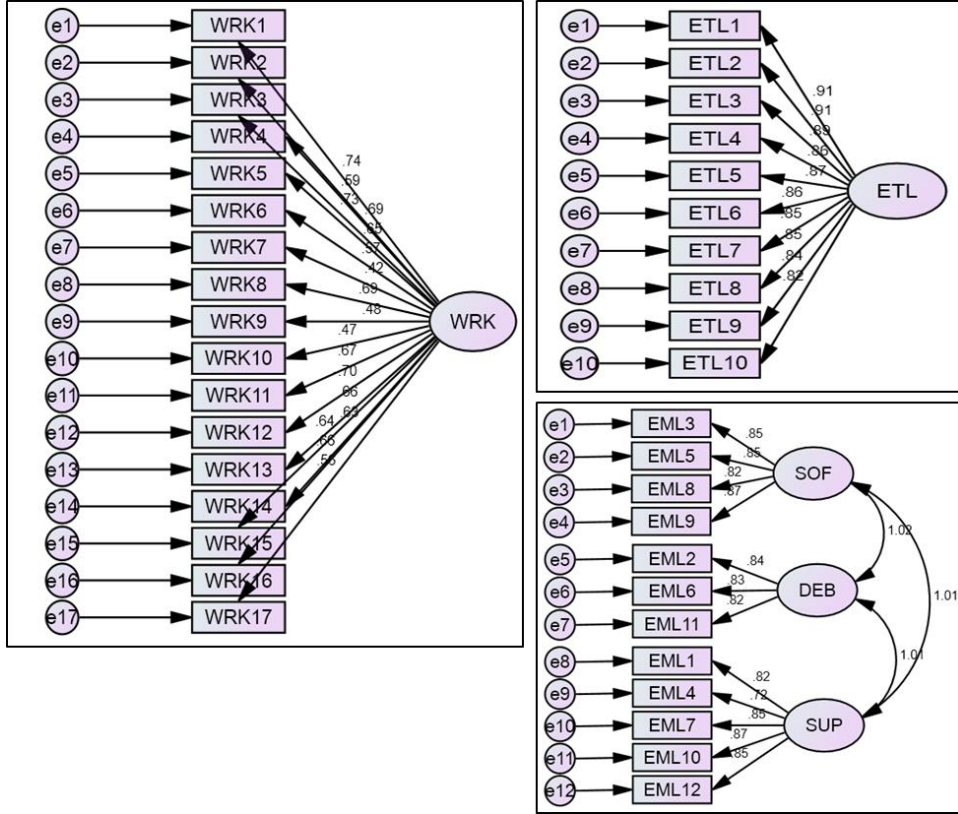 e1 WRK1
e2 WRK2
e3 WRK3
e4 WRK4
e5 WRK5
e6 WRK6
e7 WRK7
e8 WRK8
e9 WRK9
e10 WRK10
e11 WRK11
e12 WRK12
e13 WRK13
e14 WRK14
e15 WRK15
e16 WRK16
e17 WRK17
.74
.59
.73
.69
.65
.57
.42
.69
.48
.47
.67
.70
.66
.63
.64
.66
.56
WRK
e1 ETL1
e2 ETL2
e3 ETL3
e4 ETL4
e5 ETL5
e6 ETL6
e7 ETL7
e8 ETL8
e9 ETL9
e10 ETL10
.91
.91
.89
.86
.87
.86
.85
.85
.84
.82
ETL
e1 EML3 .85
e2 EML5 .85
e3 EML8 .82
e4 EML9 .87
SOF
e5 EML2 .84
e6 EML6 .83
e7 EML11 .82
DEB
e8 EML1 .82
e9 EML4 .72
e10 EML7 .85
e11 EML10 .87
e12 EML12 .85
SUP
1.02
1.01
1.01